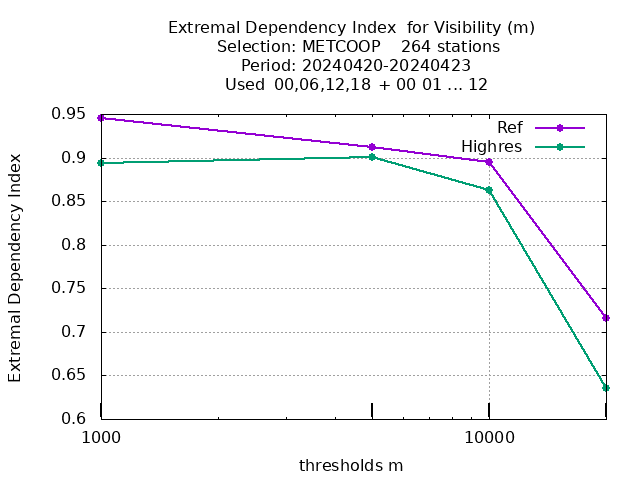 Extremal Dependency Index  for Visibility (m)
Selection: METCOOP    264 stations
Period: 20240420-20240423
Used  00,06,12,18 + 00 01 ... 12
Ref
Highres
Extremal Dependency Index
0.95
0.9
0.85
0.8
0.75
0.7
0.65
0.6
1000
10000
thresholds m